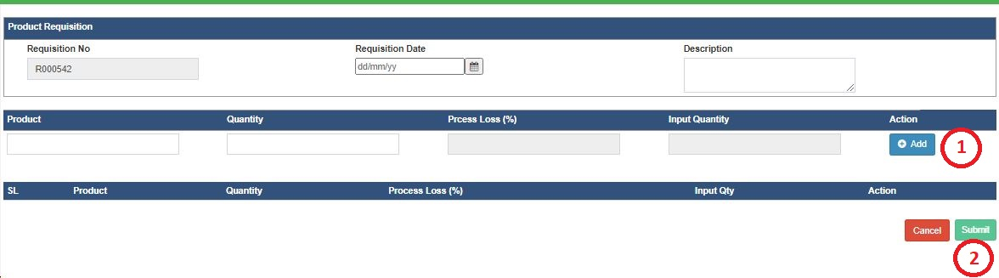 Product Requisition
Requisition No Requisition Date Description
R000542 dd/mm/yy
Product Quantity Prcess Loss (%) Input Quantity Action
Add 1
SL Product Quantity Process Loss (%) Input Qty Action
Cancel Submit
2